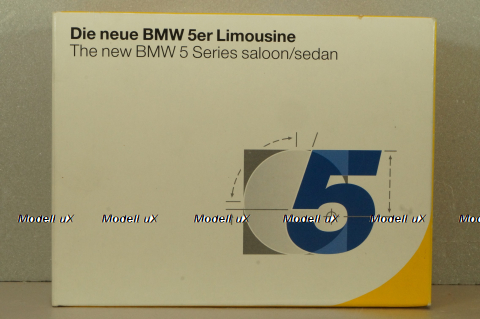 Die neue BMW 5er Limousine
The new BMW 5 Series saloon/sedan
5
Modell uX Modell uX Modell uX Modell uX Modell uX Mo